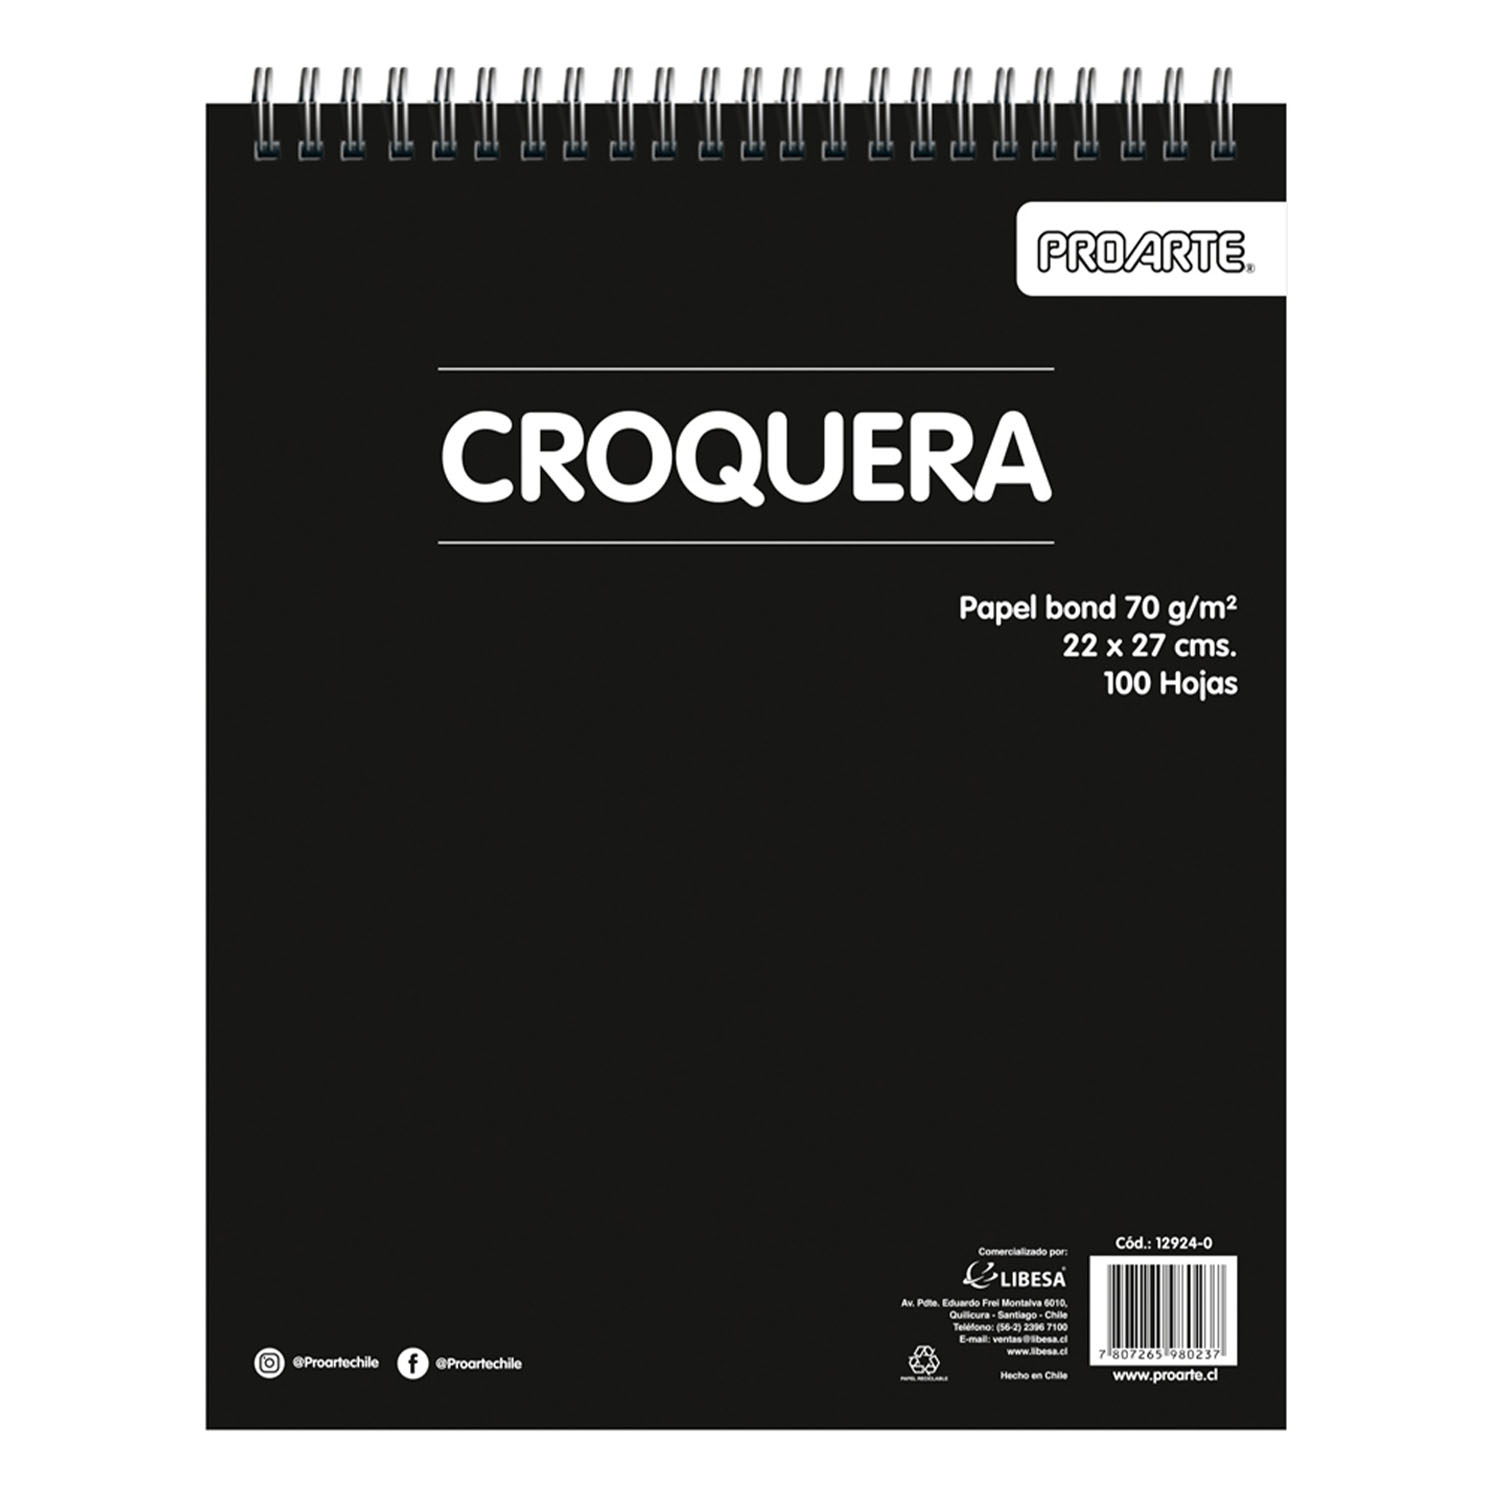 PROARTE®
CROQUERA
Papel bond 70 g/m²
22 x 27 cms.
100 Hojas
Cód.: 12924-0
Comercializado por:
LIBESA®
Av. Pdte. Eduardo Frei Montalva 6010,
Quilicura - Santiago - Chile
Teléfono: (56-2) 2396 7100
E-mail: ventas@libesa.cl
www.libesa.cl
Hecho en Chile
PAPEL RECICLABLE
7 807265 980237
www.proarte.cl
@Proartechile
@Proartechile